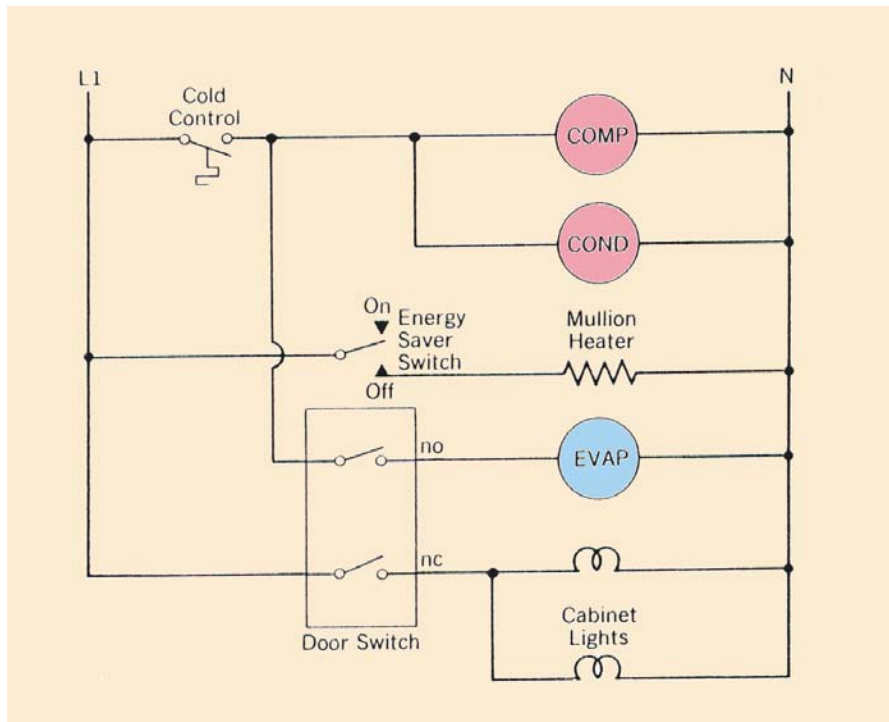 L1
N
Cold
Control
COMP
COND
On
Energy
Saver
Switch
Off
Mullion
Heater
no
EVAP
nc
Door Switch
Cabinet
Lights